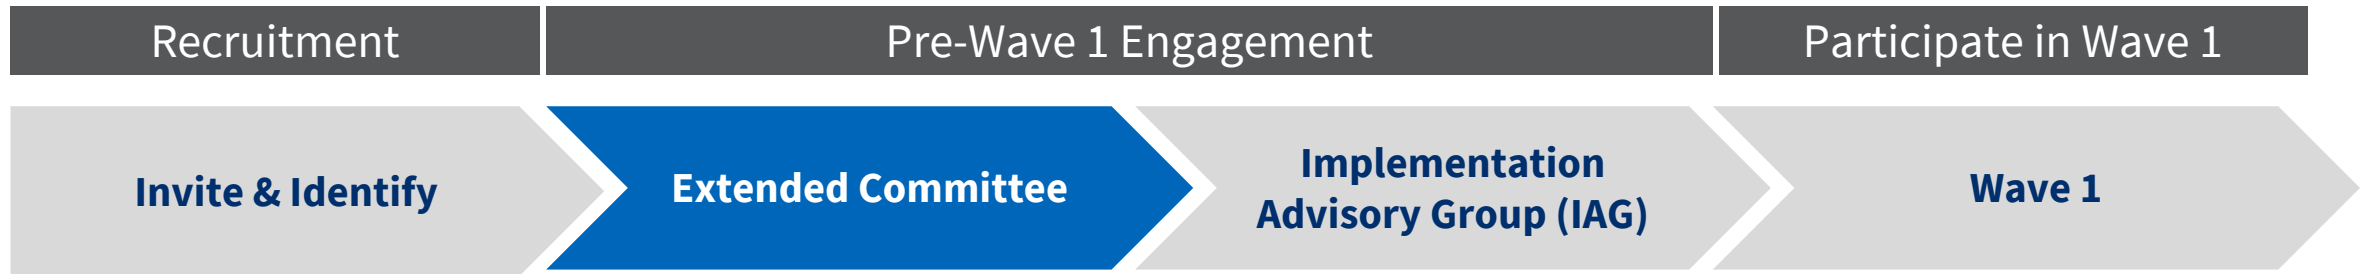 Recruitment
Pre-Wave 1 Engagement
Participate in Wave 1
Invite & Identify
Extended Committee
Implementation
Advisory Group (IAG)
Wave 1